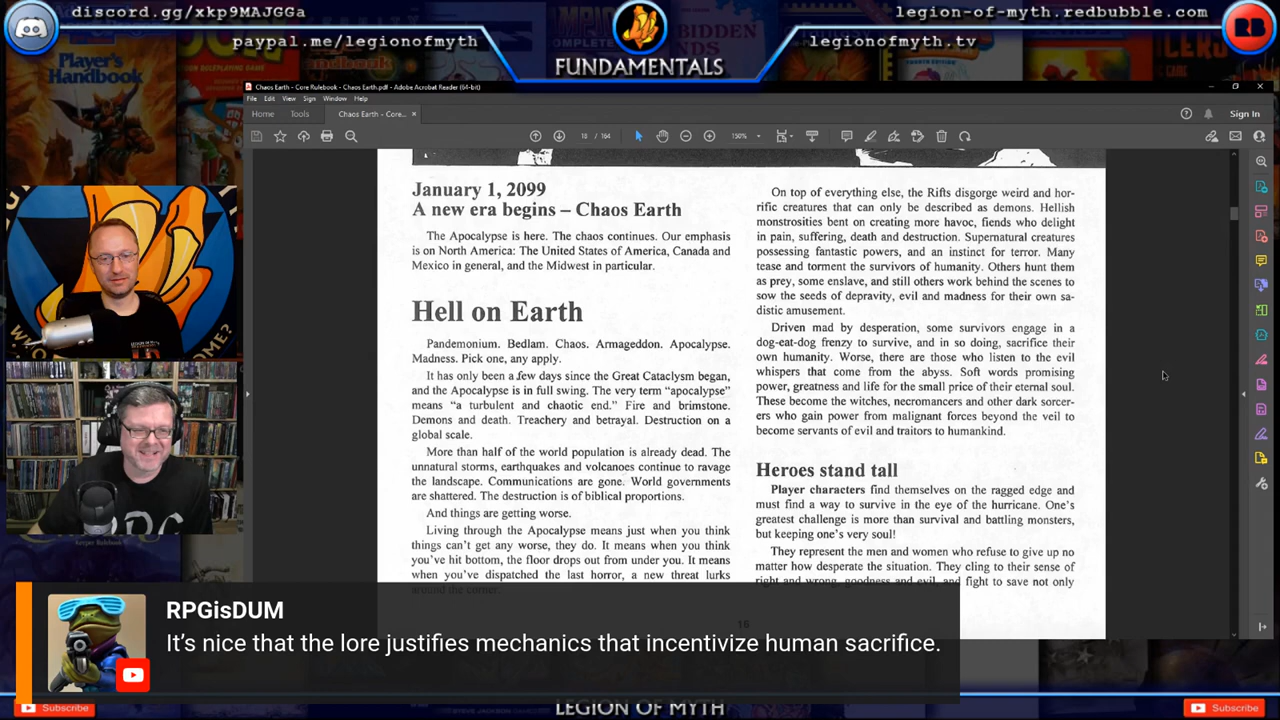 discord.gg/xkp9MAJGGa
legion-of-myth.redbubble.com
paypal.me/legionofmyth
legionofmyth.tv
FUNDAMENTALS
RB
Player's
Handbook
Chaos Earth - Core Rulebook - Chaos Earth.pdf - Adobe Acrobat Reader (64-bit)
File Edit View Sign Window Help
Home Tools Chaos Earth - Core... ×
Sign In
18 / 164
150%
January 1, 2099
A new era begins – Chaos Earth
The Apocalypse is here. The chaos continues. Our emphasis
is on North America: The United States of America, Canada and
Mexico in general, and the Midwest in particular.
Hell on Earth
Pandemonium. Bedlam. Chaos. Armageddon. Apocalypse.
Madness. Pick one, any apply.
It has only been a few days since the Great Cataclysm began,
and the Apocalypse is in full swing. The very term “apocalypse”
means “a turbulent and chaotic end.” Fire and brimstone.
Demons and death. Treachery and betrayal. Destruction on a
global scale.
More than half of the world population is already dead. The
unnatural storms, earthquakes and volcanoes continue to ravage
the landscape. Communications are gone. World governments
are shattered. The destruction is of biblical proportions.
And things are getting worse.
Living through the Apocalypse means just when you think
things can’t get any worse, they do. It means when you think
you’ve hit bottom, the floor drops out from under you. It means
when you’ve dispatched the last horror, a new threat lurks
around the corner.
On top of everything else, the Rifts disgorge weird and hor-
rific creatures that can only be described as demons. Hellish
monstrosities bent on creating more havoc, fiends who delight
in pain, suffering, death and destruction. Supernatural creatures
possessing fantastic powers, and an instinct for terror. Many
tease and torment the survivors of humanity. Others hunt them
as prey, some enslave, and still others work behind the scenes to
sow the seeds of depravity, evil and madness for their own sa-
distic amusement.
Driven mad by desperation, some survivors engage in a
dog-eat-dog frenzy to survive, and in so doing, sacrifice their
own humanity. Worse, there are those who listen to the evil
whispers that come from the abyss. Soft words promising
power, greatness and life for the small price of their eternal soul.
These become the witches, necromancers and other dark sorcer-
ers who gain power from malignant forces beyond the veil to
become servants of evil and traitors to humankind.
Heroes stand tall
Player characters find themselves on the ragged edge and
must find a way to survive in the eye of the hurricane. One’s
greatest challenge is more than survival and battling monsters,
but keeping one’s very soul!
They represent the men and women who refuse to give up no
matter how desperate the situation. They cling to their sense of
right and wrong, goodness and evil, and fight to save not only
16
RPGisDUM
It’s nice that the lore justifies mechanics that incentivize human sacrifice.
Subscribe
LEGION OF MYTH
Subscribe